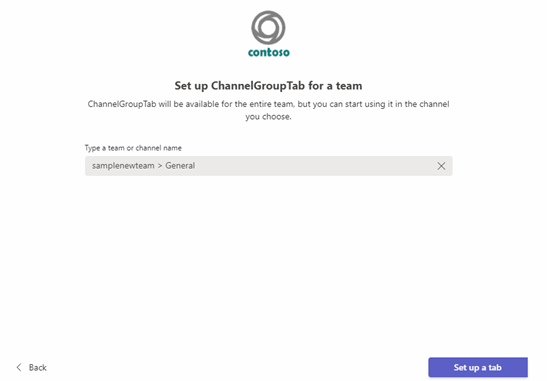 contoso
Set up ChannelGroupTab for a team
ChannelGroupTab will be available for the entire team, but you can start using it in the channel
you choose.
Type a team or channel name
samplenewteam > General
Back
Set up a tab